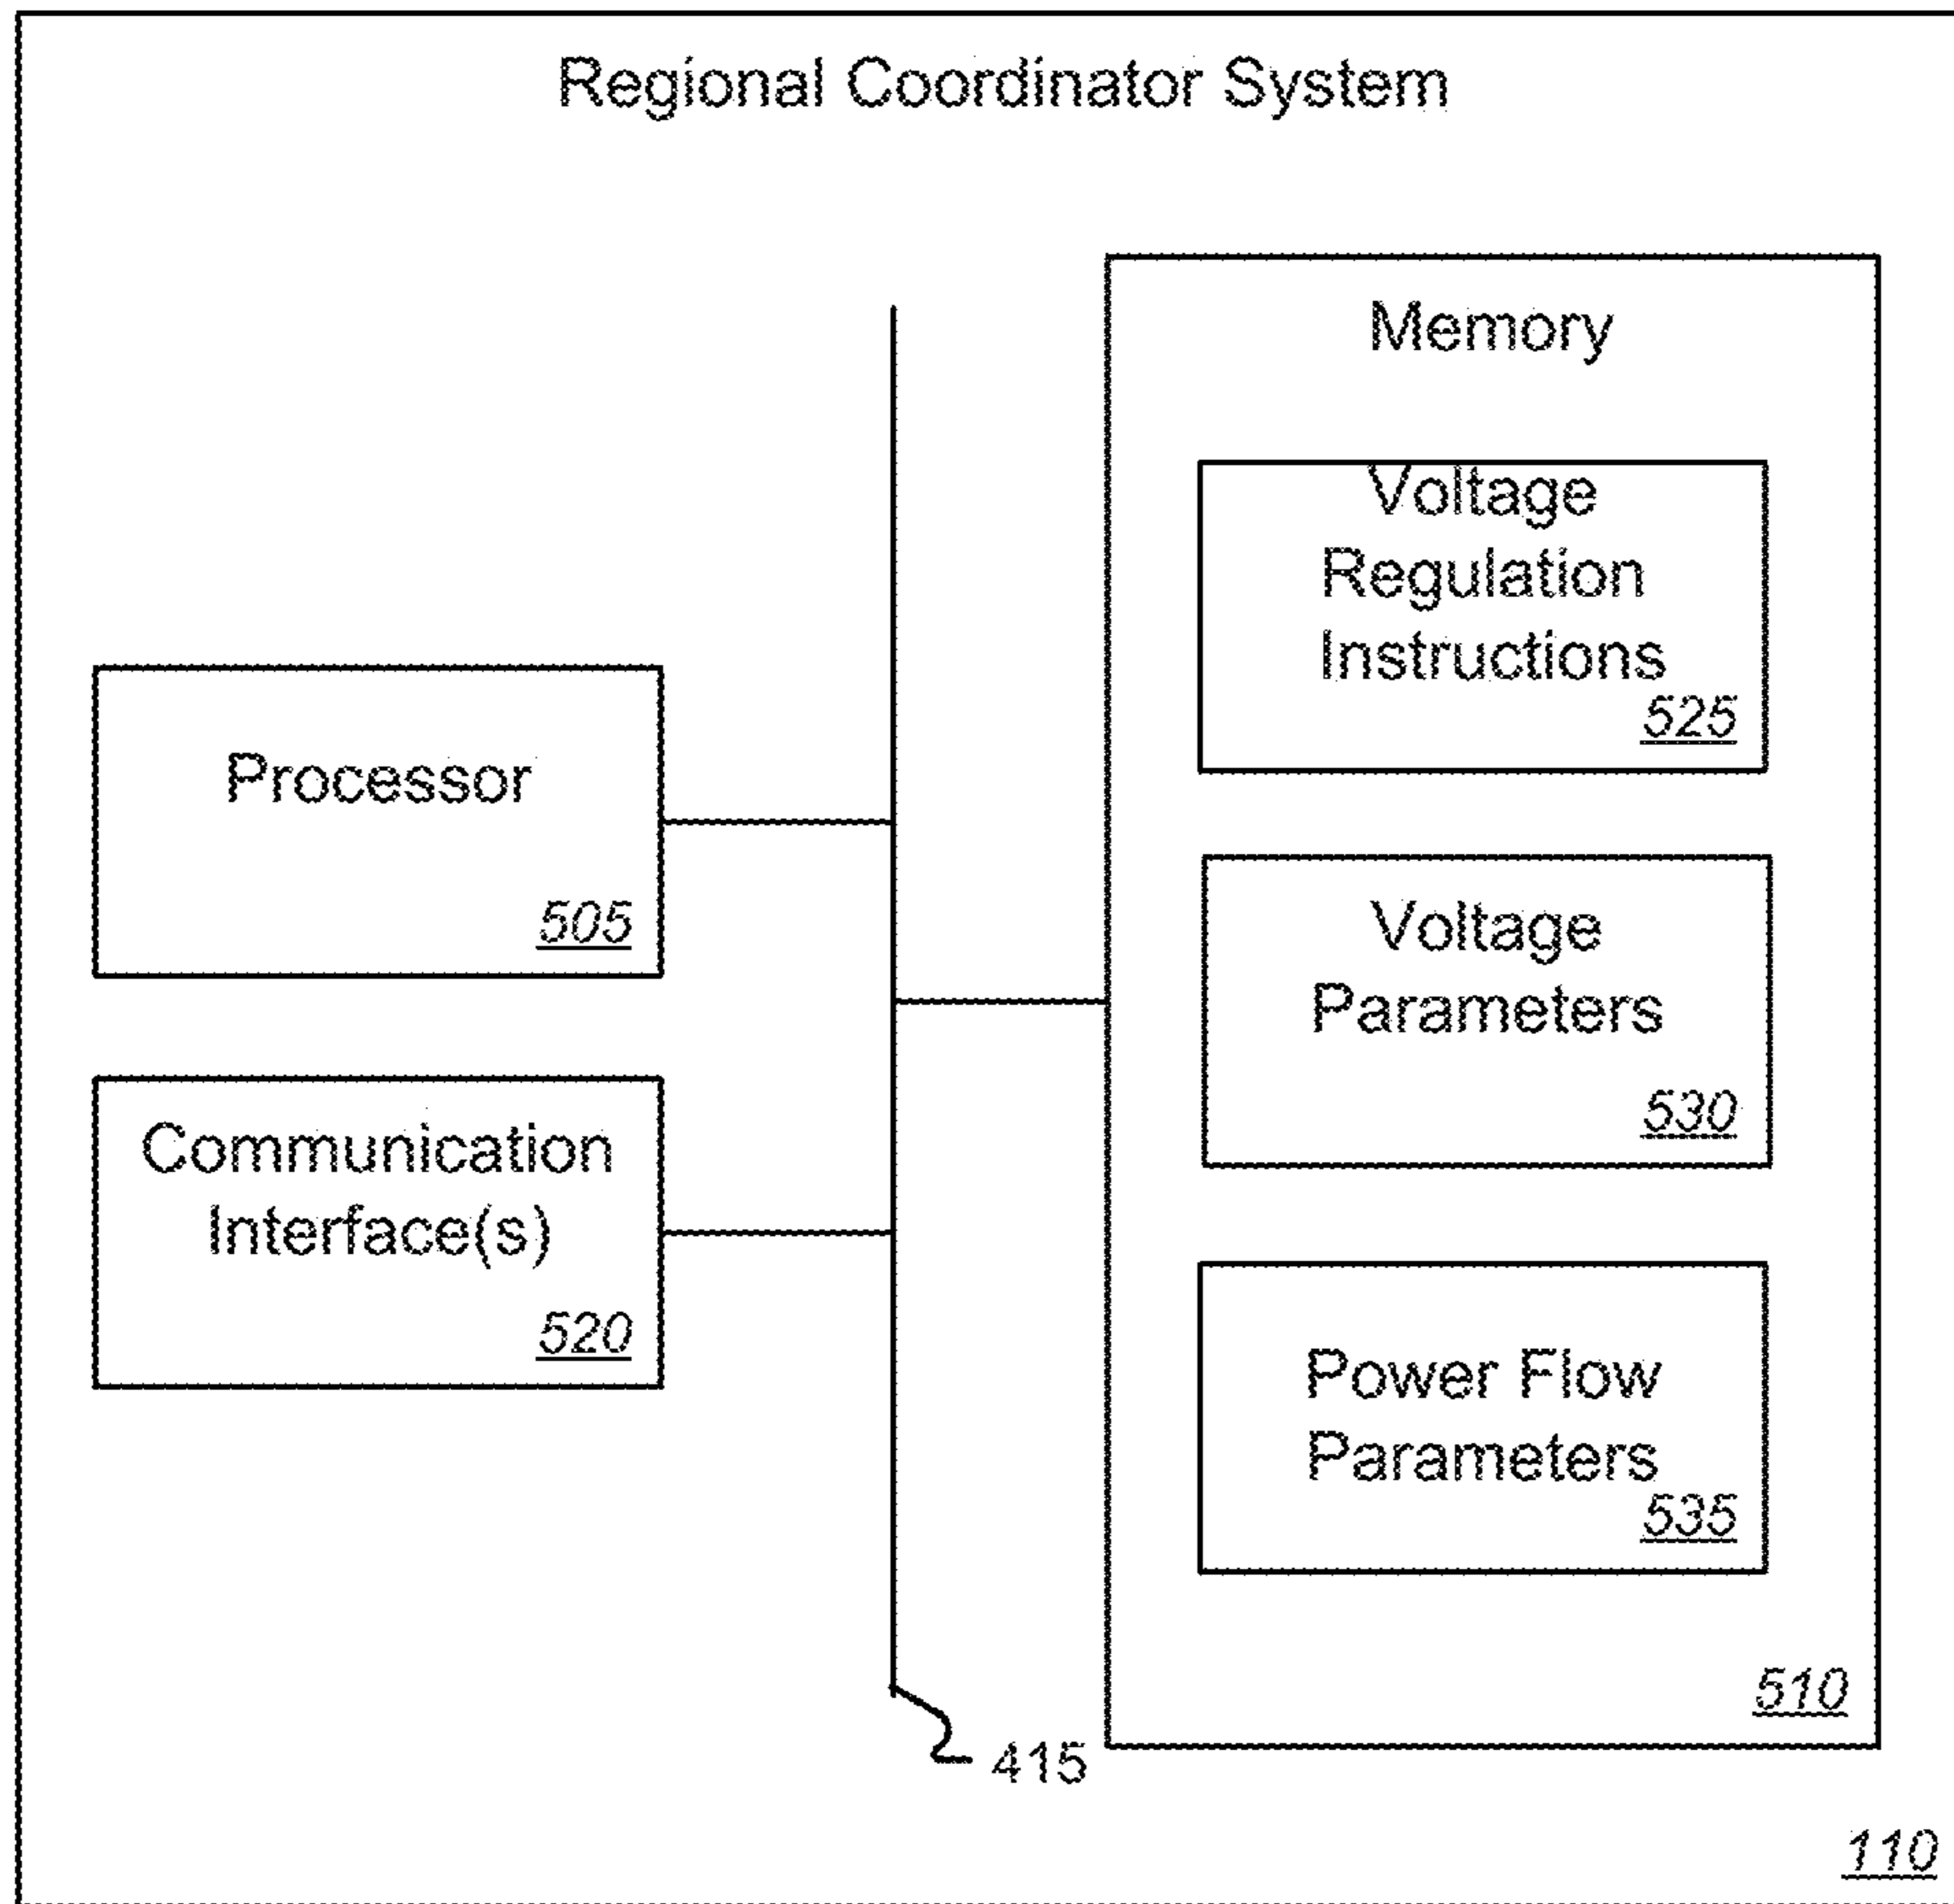 Regional Coordinator System
Processor
505
Communication
Interface(s)
520
415
Memory
Voltage
Regulation
Instructions
525
Voltage
Parameters
530
Power Flow
Parameters
535
510
110